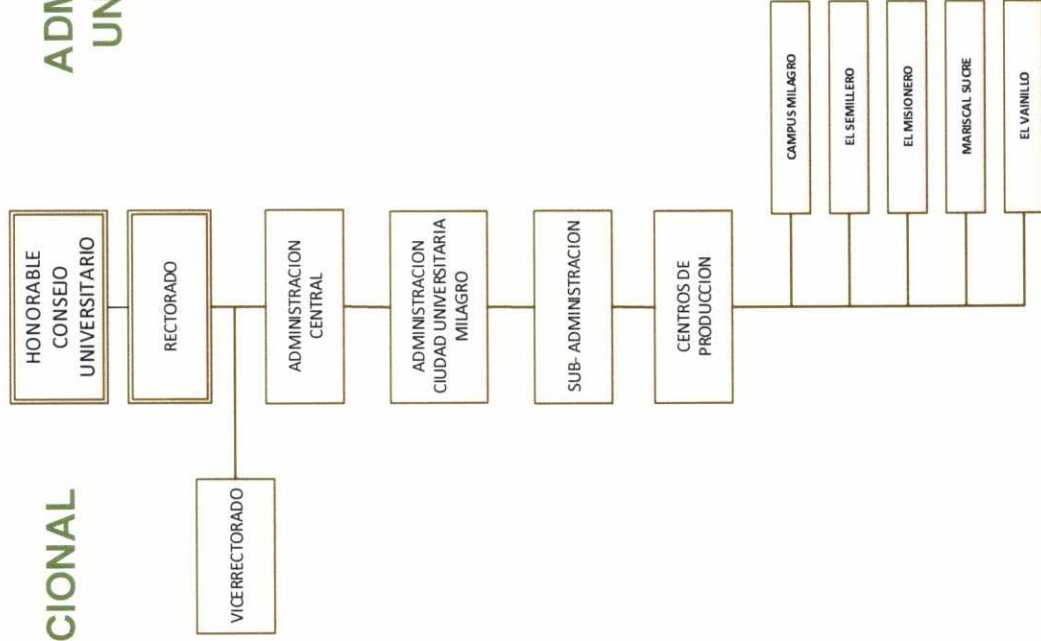 CIONAL
ADM
UN
HONORABLE
CONSEJO
UNIVERSITARIO
RECTORADO
VICERRECTORADO
ADMINISTRACION
CENTRAL
ADMINISTRACION
CIUDAD UNIVERSITARIA
MILAGRO
SUB- ADMINISTRACION
CENTROS DE
PRODUCCION
CAMPUS MILAGRO
EL SEMILLERO
EL MISIONERO
MARISCAL SUCRE
EL VAINILLO